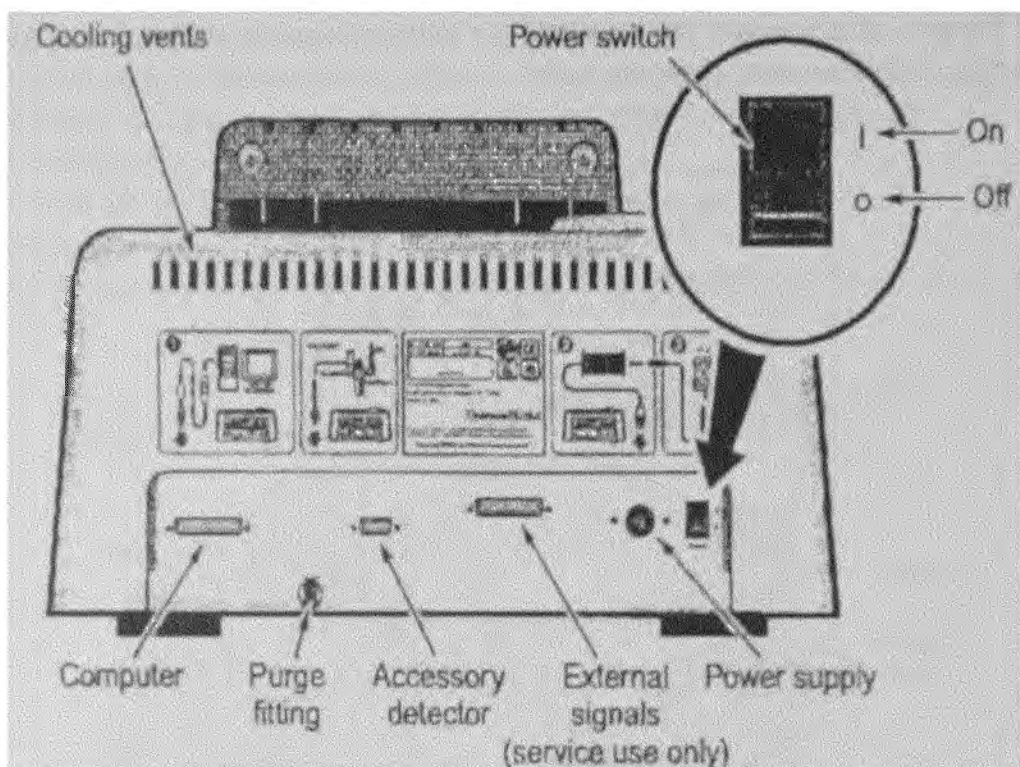 Cooling vents
Power switch
I
On
O
Off
Computer
Purge
fitting
Accessory
detector
External
signals
(service use only)
Power supply